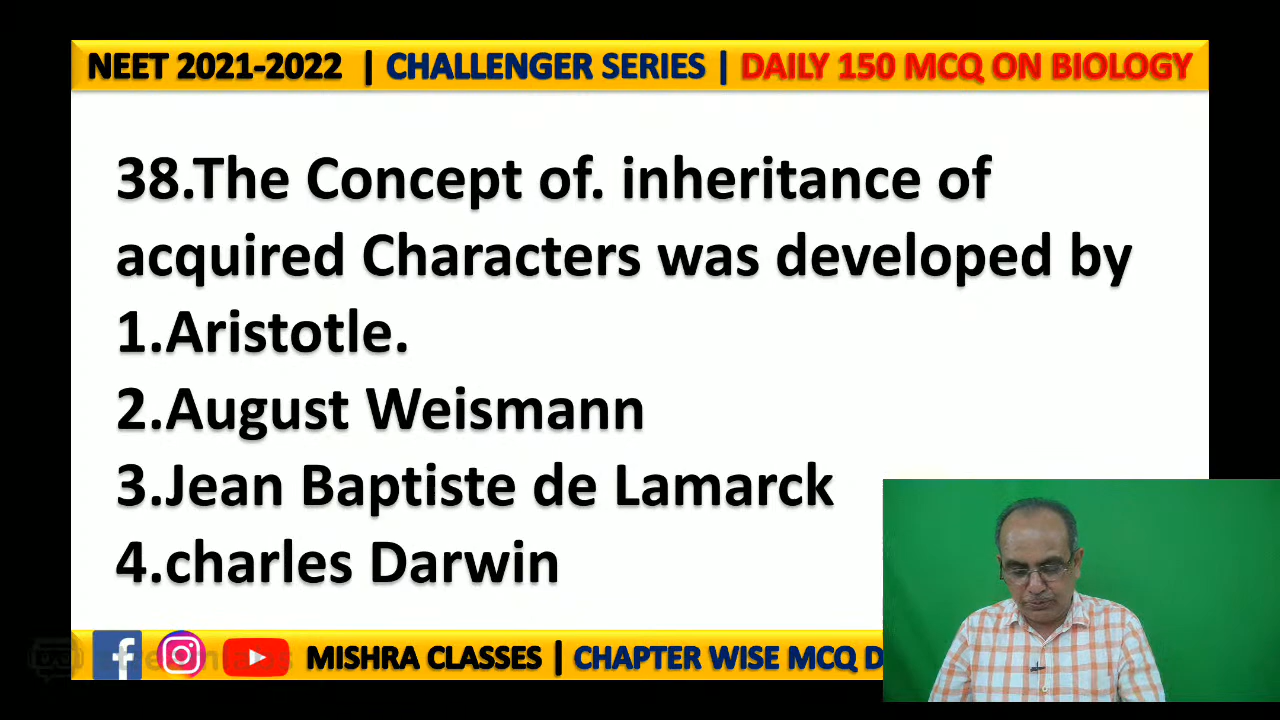 NEET 2021-2022 | CHALLENGER SERIES | DAILY 150 MCQ ON BIOLOGY
38.The Concept of. inheritance of
acquired Characters was developed by
1.Aristotle.
2.August Weismann
3.Jean Baptiste de Lamarck
4.charles Darwin
MISHRA CLASSES | CHAPTER WISE MCQ D